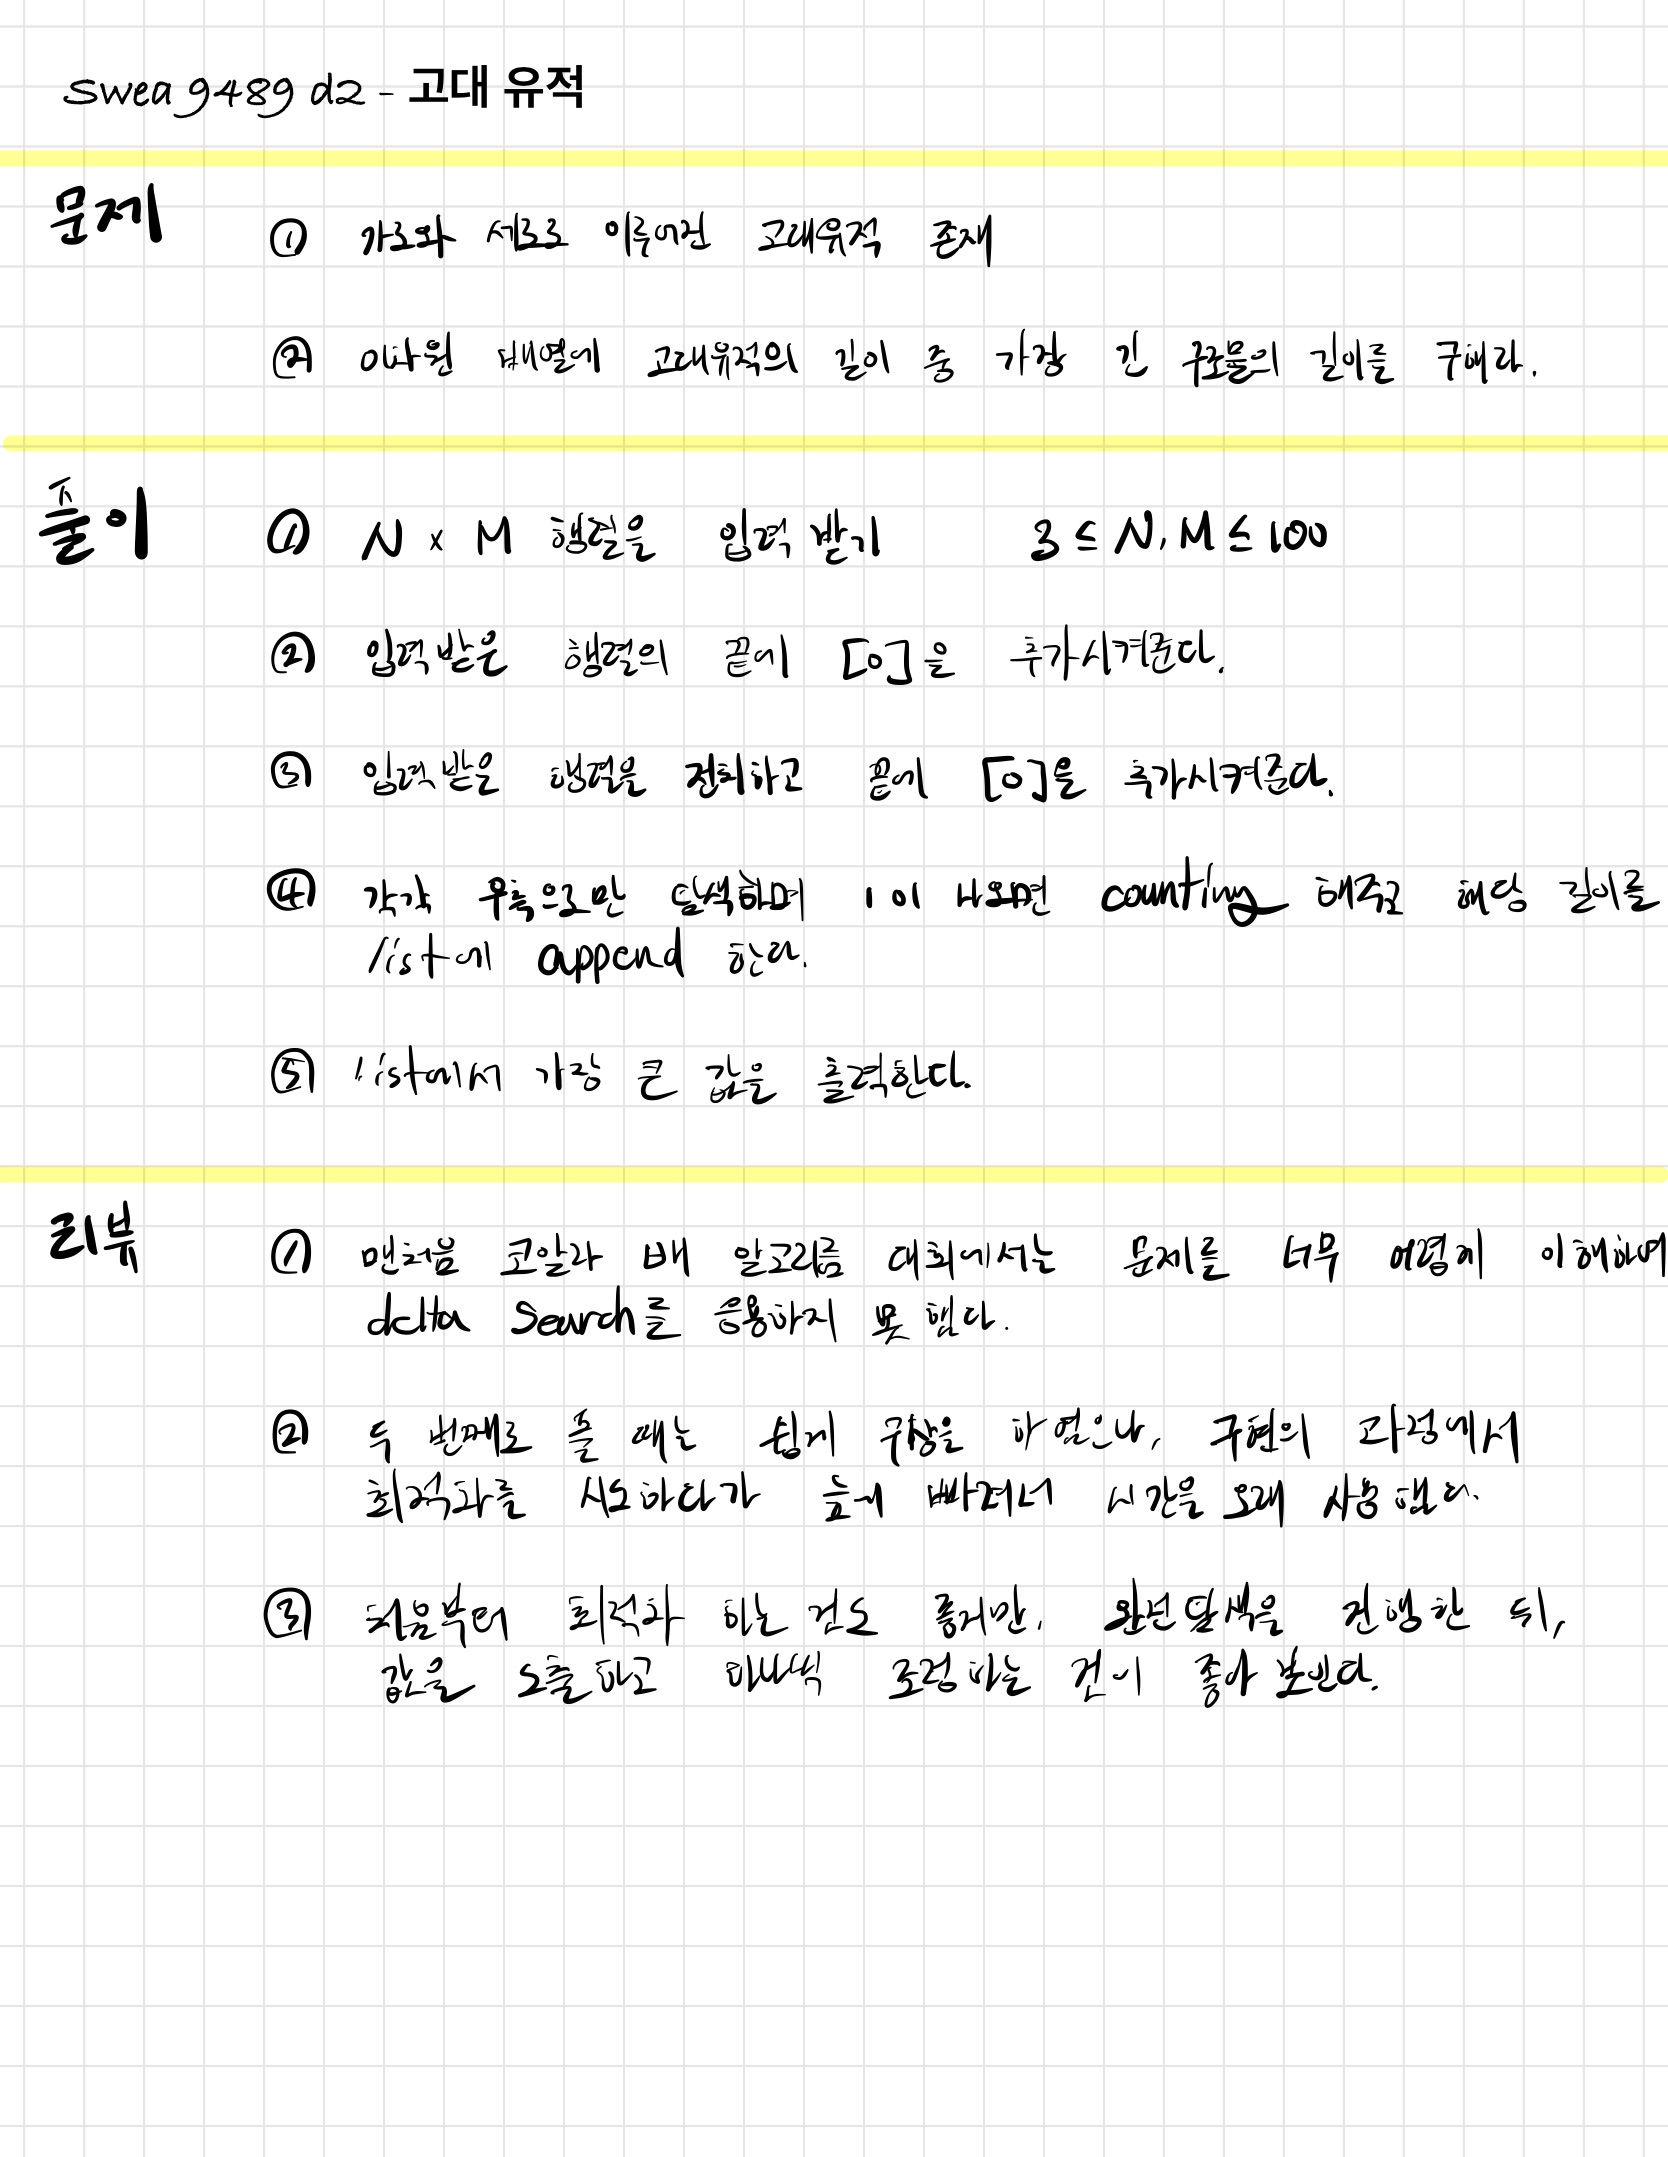 swea 9489 d2 - 고대 유적
문제
① 가로와 세로로 이루어진 고대유적 존재
② 이차원 배열에 고대유적의 길이 중 가장 긴 구조물의 길이를 구해라.
풀이
① N x M 행렬을 입력 받기 3 ≤ N, M ≤ 100
② 입력 받은 행렬의 끝에 [0]을 추가시켜준다.
③ 입력 받은 행렬을 전치하고 끝에 [0]을 추가시켜준다.
④ 각각 우측으로만 탐색하며 1이 나오면 counting 해주고 해당 길이를
list에 append 한다.
⑤ list에서 가장 큰 값을 출력한다.
리뷰
① 맨처음 코알라 배 알고리즘 대회에서는 문제를 너무 어렵게 이해하여
delta search를 응용하지 못 했다.
② 두 번째로 풀 때는 쉽게 구상을 하였으나, 구현의 과정에서
최적화를 시도하다가 늪에 빠져서 시간을 오래 사용했다.
③ 처음부터 최적화 하는 것도 좋지만, 완전탐색을 진행한 뒤,
값을 도출하고 하나씩 조정하는 것이 좋아 보인다.